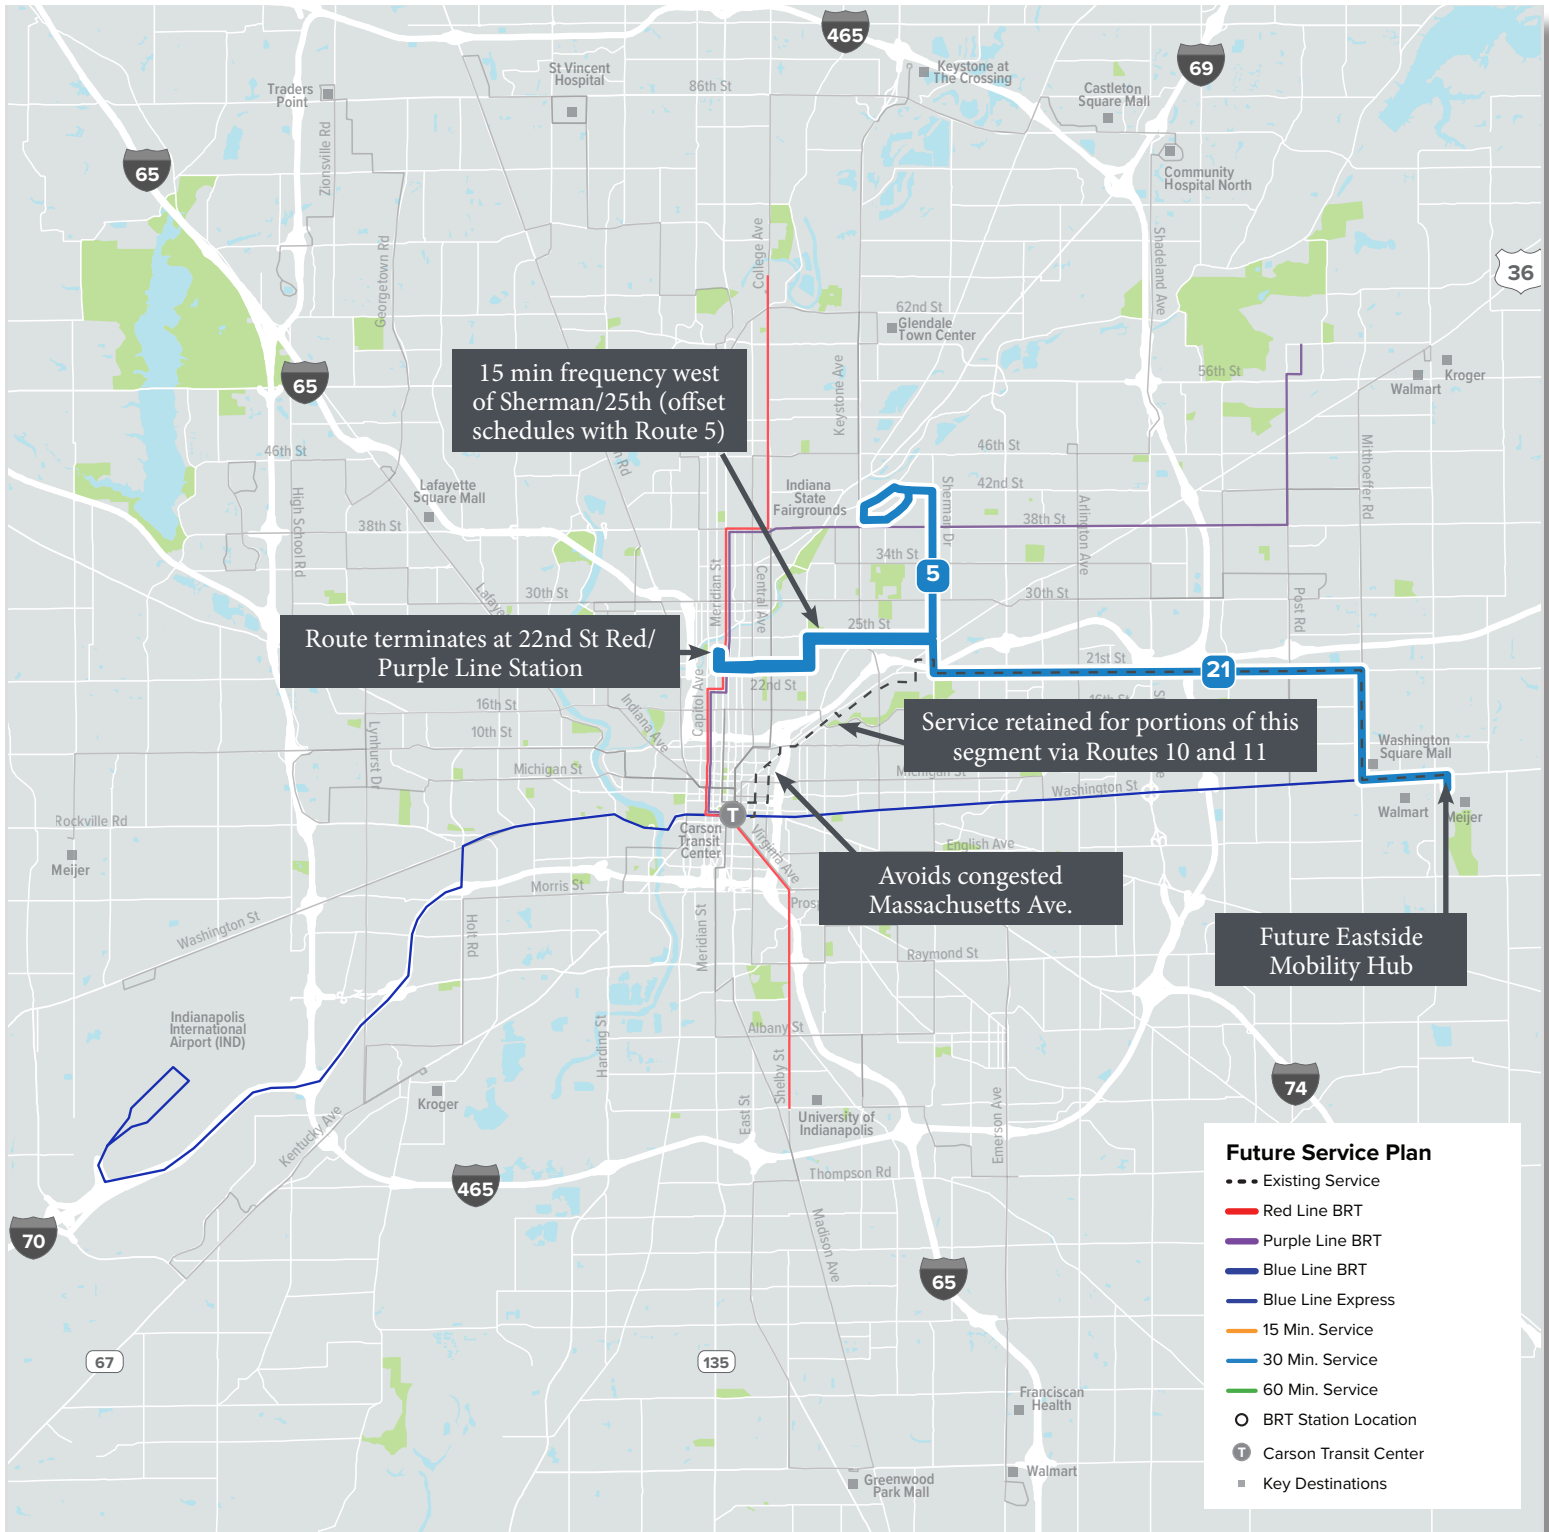 465
69
Keystone at
The Crossing
St Vincent
Hospital
Traders
Point
86th St
Castleton
Square Mall
Zionsville Rd
65
Community
Hospital North
College Ave
Georgetown Rd
Shadeland Ave
36
62nd St
Glendale
Town Center
15 min frequency west
of Sherman/25th (offset
schedules with Route 5)
65
Keystone Ave
56th St
Kroger
Walmart
46th St
46th St
Mitthoeffer Rd
Lafayette
Square Mall
High School Rd
n Rd
Indiana
State
Fairgrounds
42nd St
Sherman Dr
Arlington Ave
38th St
38th St
34th St
Meridian St
Central Ave
5
30th St
30th St
Lafaye
Post Rd
25th St
Route terminates at 22nd St Red/
Purple Line Station
21st St
21
22nd St
Capitol Ave
Indiana Ave
16th St
16th St
10th St
Lynhurst Dr
Service retained for portions of this
segment via Routes 10 and 11
Washington
Square Mall
Michigan St
Michigan St
Washington St
Walmart
Meijer
T
Carson
Transit
Center
Virginia Ave
Rockville Rd
Meijer
English Ave
Avoids congested
Massachusetts Ave.
Morris St
Prosp
Washington St
Holt Rd
Meridian St
Raymond St
Future Eastside
Mobility Hub
Indianapolis
International
Airport (IND)
Harding St
Albany St
Shelby St
East St
Kroger
University of
Indianapolis
Emerson Ave
74
Kentucky Ave
Thompson Rd
465
70
Madison Ave
65
67
135
Franciscan
Health
Walmart
Greenwood
Park Mall
Future Service Plan
Existing Service
Red Line BRT
Purple Line BRT
Blue Line BRT
Blue Line Express
15 Min. Service
30 Min. Service
60 Min. Service
BRT Station Location
T Carson Transit Center
Key Destinations